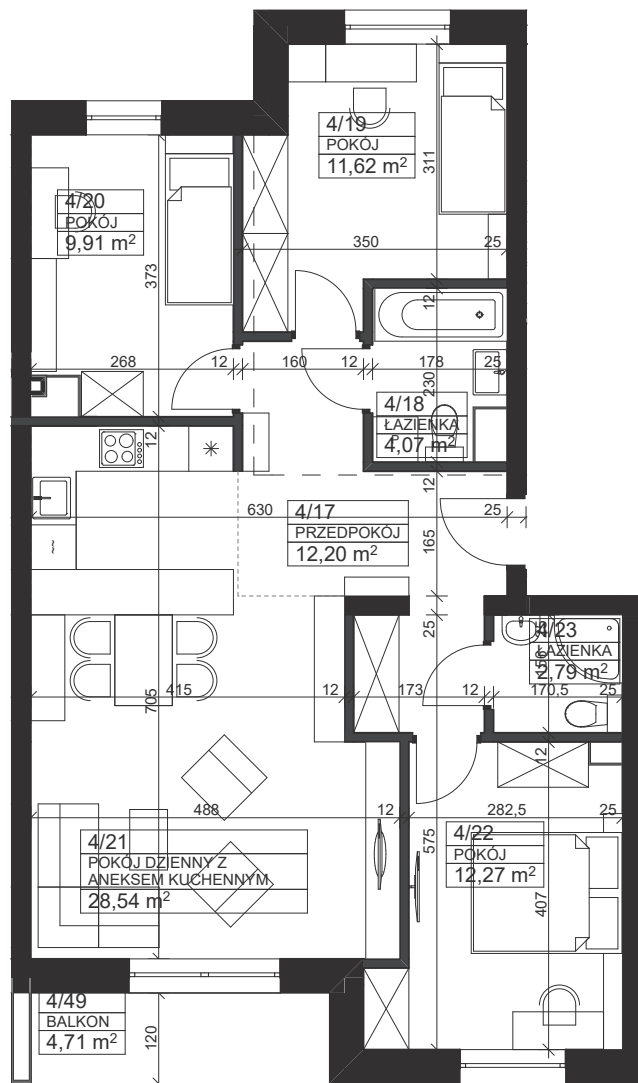 4/19
POKÓJ
11,62 m²
311
4/20
POKÓJ
9,91 m²
350
25
373
12
268
12
160
12
178
25
230
4/18
ŁAZIENKA
4,07 m²
12
12
630
4/17
PRZEDPOKÓJ
12,20 m²
25
165
25
4/23
ŁAZIENKA
2,79 m²
415
705
12
173
12
170,5
25
12
488
12
282,5
25
4/21
POKÓJ DZIENNY Z
ANEKSEM KUCHENNYM
28,54 m²
4/22
POKÓJ
12,27 m²
575
407
4/49
BALKON
4,71 m²
120